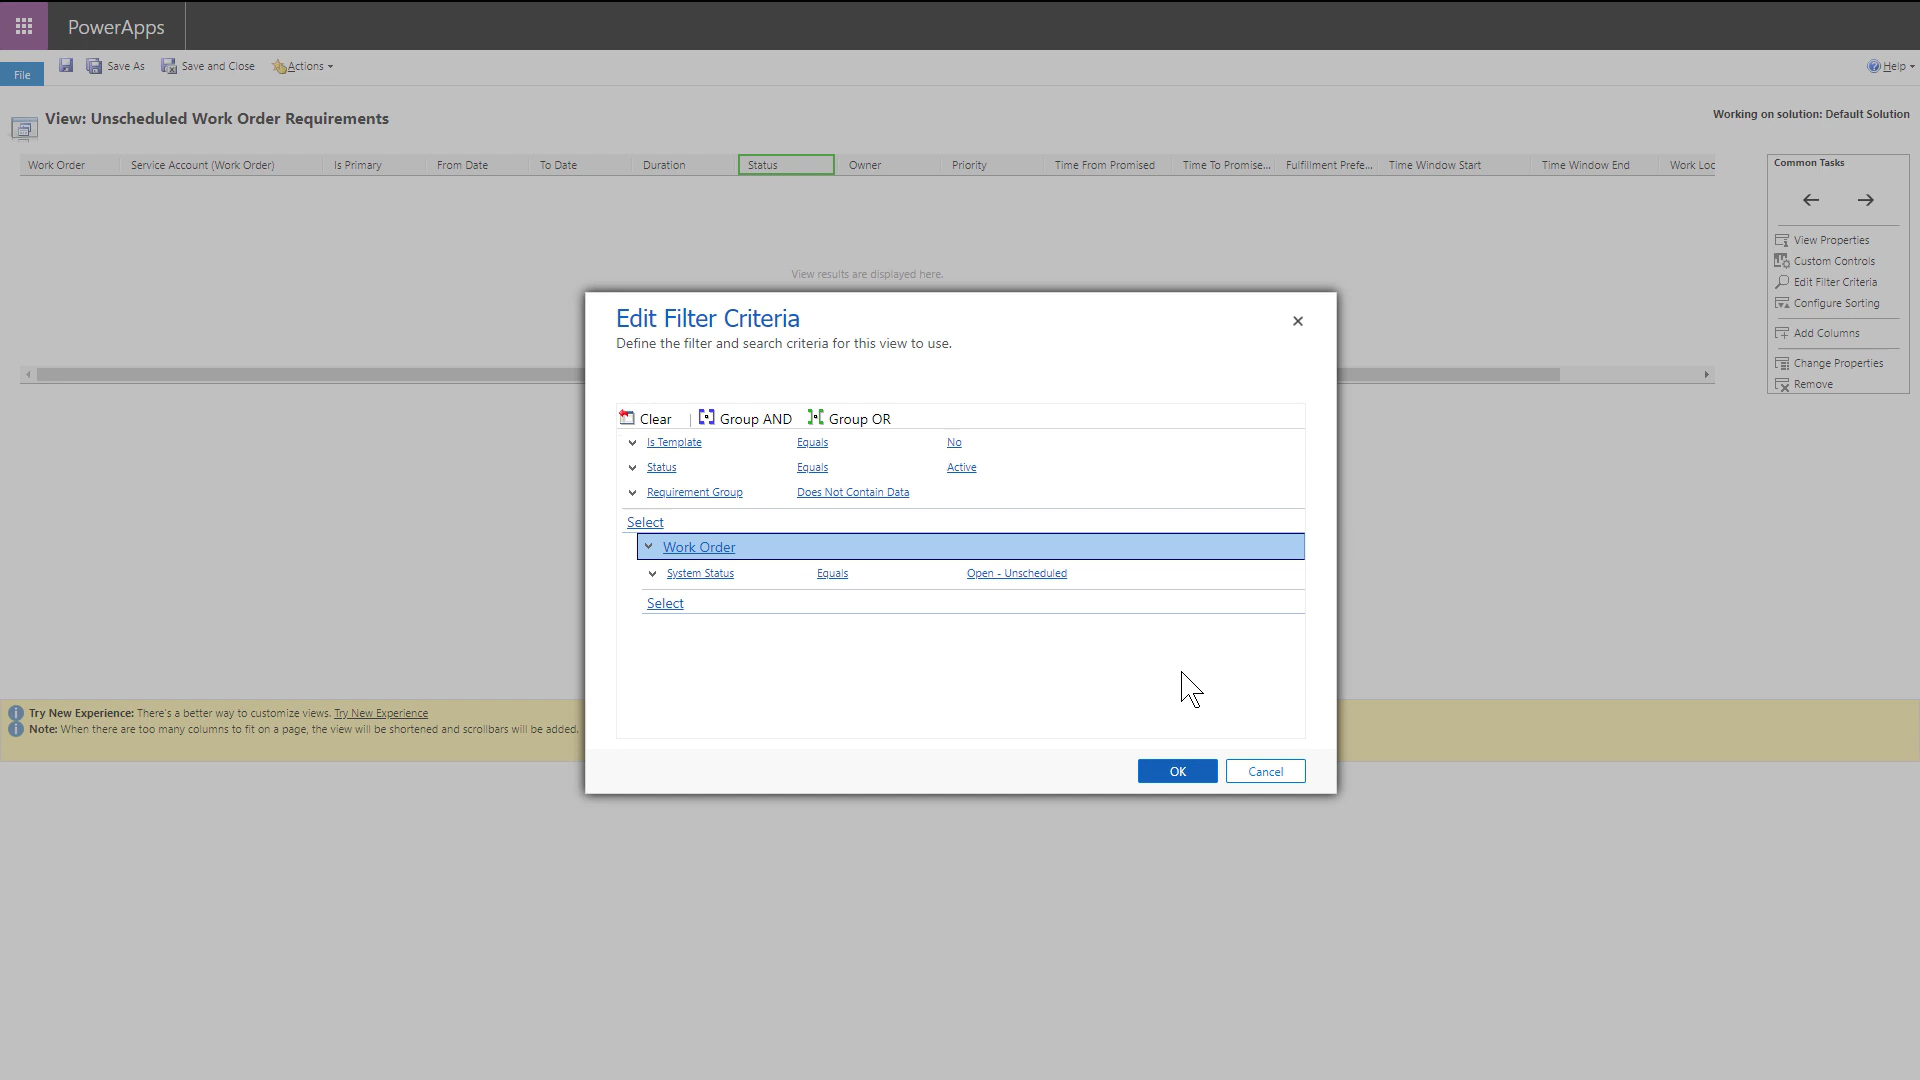 PowerApps
File
Save As
Save and Close
Actions
Help
View: Unscheduled Work Order Requirements
Working on solution: Default Solution
Work Order Service Account (Work Order) Is Primary From Date To Date Duration Status Owner Priority Time From Promised Time To Promise... Fulfillment Prefe... Time Window Start Time Window End Work Loc
Common Tasks
View Properties
Custom Controls
Edit Filter Criteria
Configure Sorting
Add Columns
Change Properties
Remove
View results are displayed here.
Edit Filter Criteria
Define the filter and search criteria for this view to use.
Clear | Group AND Group OR
Is Template Equals No
Status Equals Active
Requirement Group Does Not Contain Data
Select
Work Order
System Status Equals Open - Unscheduled
Select
OK Cancel
Try New Experience: There's a better way to customize views. Try New Experience
Note: When there are too many columns to fit on a page, the view will be shortened and scrollbars will be added.